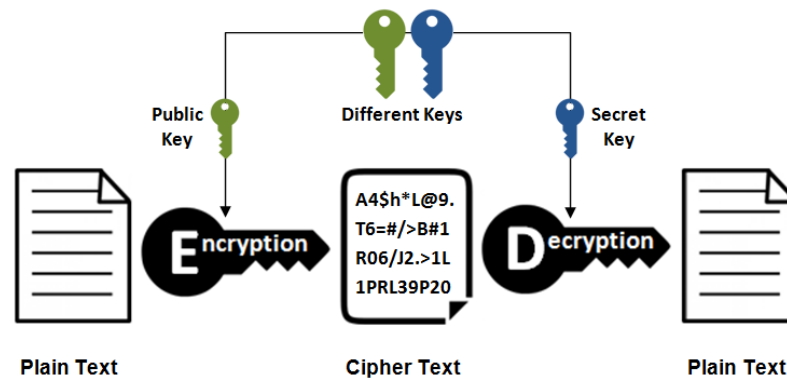 Public
Key
Different Keys
Secret
Key
Encryption
A4$h*L@9.
T6=#/>B#1
R06/J2.>1L
1PRL39P20
Decryption
Plain Text
Cipher Text
Plain Text